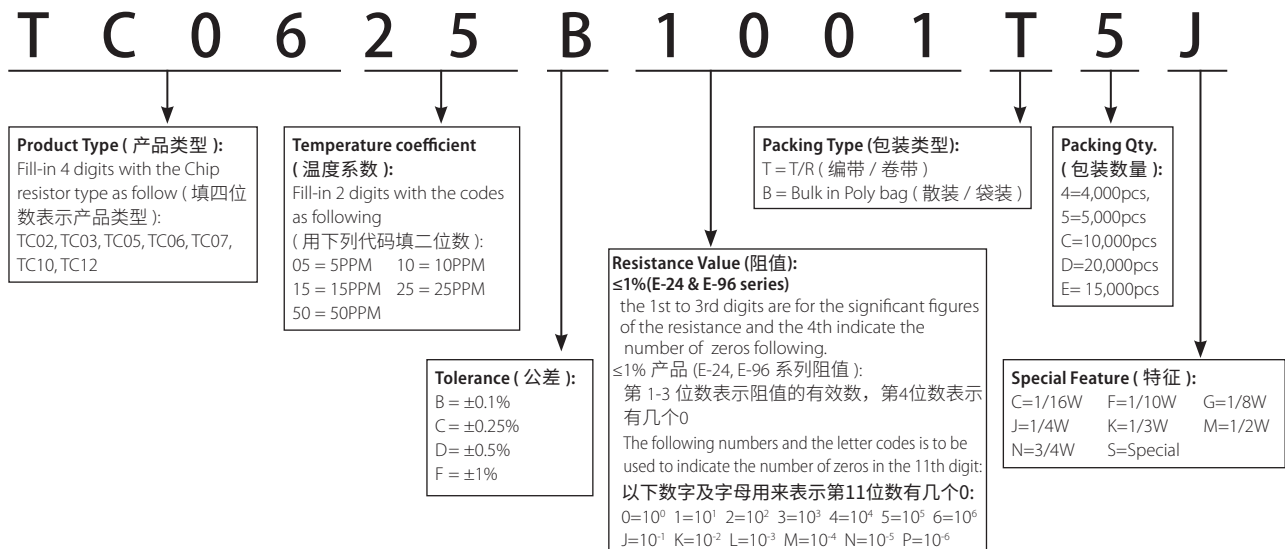 T C 0 6 2 5 B 1 0 0 1 T 5 J
Product Type ( 产品类型 ):
Fill-in 4 digits with the Chip
resistor type as follow ( 填四位
数表示产品类型 ):
TC02, TC03, TC05, TC06, TC07,
TC10, TC12
Temperature coefficient
( 温度系数 ):
Fill-in 2 digits with the codes
as following
( 用下列代码填二位数 ):
05 = 5PPM 10 = 10PPM
15 = 15PPM 25 = 25PPM
50 = 50PPM
Tolerance ( 公差 ):
B = ±0.1%
C = ±0.25%
D= ±0.5%
F = ±1%
Resistance Value (阻值):
≤1%(E-24 & E-96 series)
the 1st to 3rd digits are for the significant figures
of the resistance and the 4th indicate the
number of zeros following.
≤1% 产品 (E-24, E-96 系列阻值 ):
第 1-3 位数表示阻值的有效数，第4位数表示
有几个0
The following numbers and the letter codes is to be
used to indicate the number of zeros in the 11th digit:
以下数字及字母用来表示第11位数有几个0:
0=10⁰ 1=10¹ 2=10² 3=10³ 4=10⁴ 5=10⁵ 6=10⁶
J=10⁻¹ K=10⁻² L=10⁻³ M=10⁻⁴ N=10⁻⁵ P=10⁻⁶
Packing Type (包装类型):
T = T/R ( 编带 / 卷带 )
B = Bulk in Poly bag ( 散装 / 袋装 )
Packing Qty.
( 包装数量 ):
4=4,000pcs,
5=5,000pcs
C=10,000pcs
D=20,000pcs
E= 15,000pcs
Special Feature ( 特征 ):
C=1/16W F=1/10W G=1/8W
J=1/4W K=1/3W M=1/2W
N=3/4W S=Special